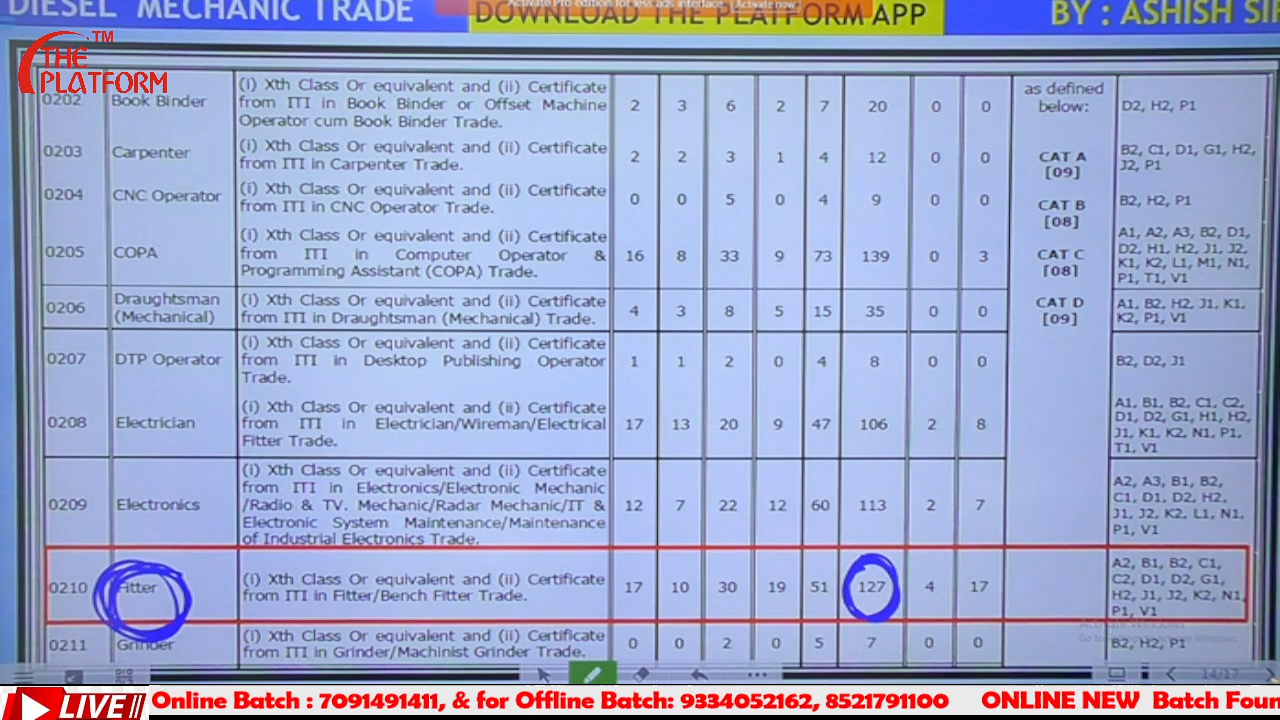 DIESEL MECHANIC TRADE
DOWNLOAD THE PLATFORM APP
BY : ASHISH SIR
Activate Pro edition for less ads interface. [Activate now]
THE PLATFORM TM
0202 Book Binder (i) Xth Class Or equivalent and (ii) Certificate 2 3 6 2 7 20 0 0 as defined D2, H2, P1
from ITI in Book Binder or Offset Machine below:
Operator cum Book Binder Trade.
0203 Carpenter (i) Xth Class Or equivalent and (ii) Certificate 2 2 3 1 4 12 0 0 CAT A B2, C1, D1, G1, H2,
from ITI in Carpenter Trade. [09] J2, P1
0204 CNC Operator (i) Xth Class Or equivalent and (ii) Certificate 0 0 5 0 4 9 0 0 CAT B B2, H2, P1
from ITI in CNC Operator Trade. [08]
0205 COPA (i) Xth Class Or equivalent and (ii) Certificate 16 8 33 9 73 139 0 3 CAT C A1, A2, A3, B2, D1,
from ITI in Computer Operator & [08] D2, H1, H2, J1, J2,
Programming Assistant (COPA) Trade. K1, K2, L1, M1, N1,
P1, T1, V1
0206 Draughtsman (i) Xth Class Or equivalent and (ii) Certificate 4 3 8 5 15 35 0 0 CAT D A1, B2, H2, J1, K1,
(Mechanical) from ITI in Draughtsman (Mechanical) Trade. [09] K2, P1, V1
0207 DTP Operator (i) Xth Class Or equivalent and (ii) Certificate 1 1 2 0 4 8 0 0 B2, D2, J1
from ITI in Desktop Publishing Operator
Trade.
0208 Electrician (i) Xth Class Or equivalent and (ii) Certificate 17 13 20 9 47 106 2 8 A1, B1, B2, C1, C2,
from ITI in Electrician/Wireman/Electrical D1, D2, G1, H1, H2,
Fitter Trade. J1, K1, K2, N1, P1,
T1, V1
0209 Electronics (i) Xth Class Or equivalent and (ii) Certificate 12 7 22 12 60 113 2 7 A2, A3, B1, B2,
from ITI in Electronics/Electronic Mechanic C1, D1, D2, H2,
/Radio & TV. Mechanic/Radar Mechanic/IT & J1, J2, K2, L1, N1,
Electronic System Maintenance/Maintenance P1, V1
of Industrial Electronics Trade.
0210 Fitter (i) Xth Class Or equivalent and (ii) Certificate 17 10 30 19 51 127 4 17 A2, B1, B2, C1,
from ITI in Fitter/Bench Fitter Trade. C2, D1, D2, G1,
H2, J1, J2, K2, N1,
P1, V1
Activate Windows
0211 Grinder (i) Xth Class Or equivalent and (ii) Certificate 0 0 2 0 5 7 0 0 B2, H2, P1
from ITI in Grinder/Machinist Grinder Trade.
14/17
LIVE Online Batch : 7091491411, & for Offline Batch: 9334052162, 8521791100 ONLINE NEW Batch Foun